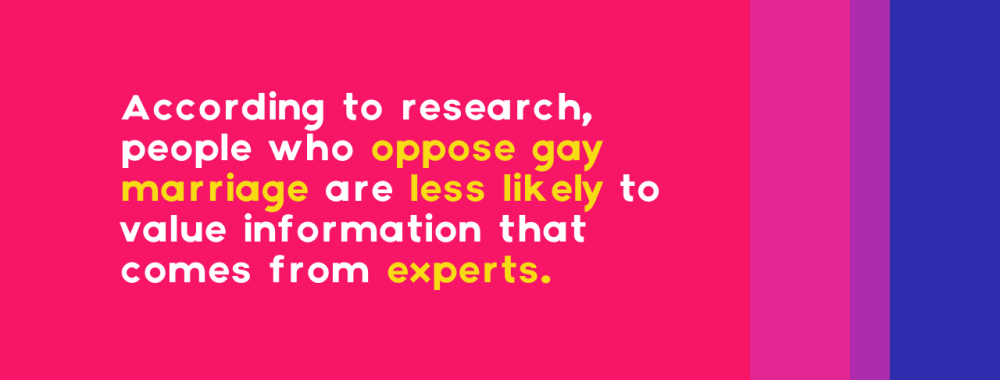 According to research,
people who oppose gay
marriage are less likely to
value information that
comes from experts.